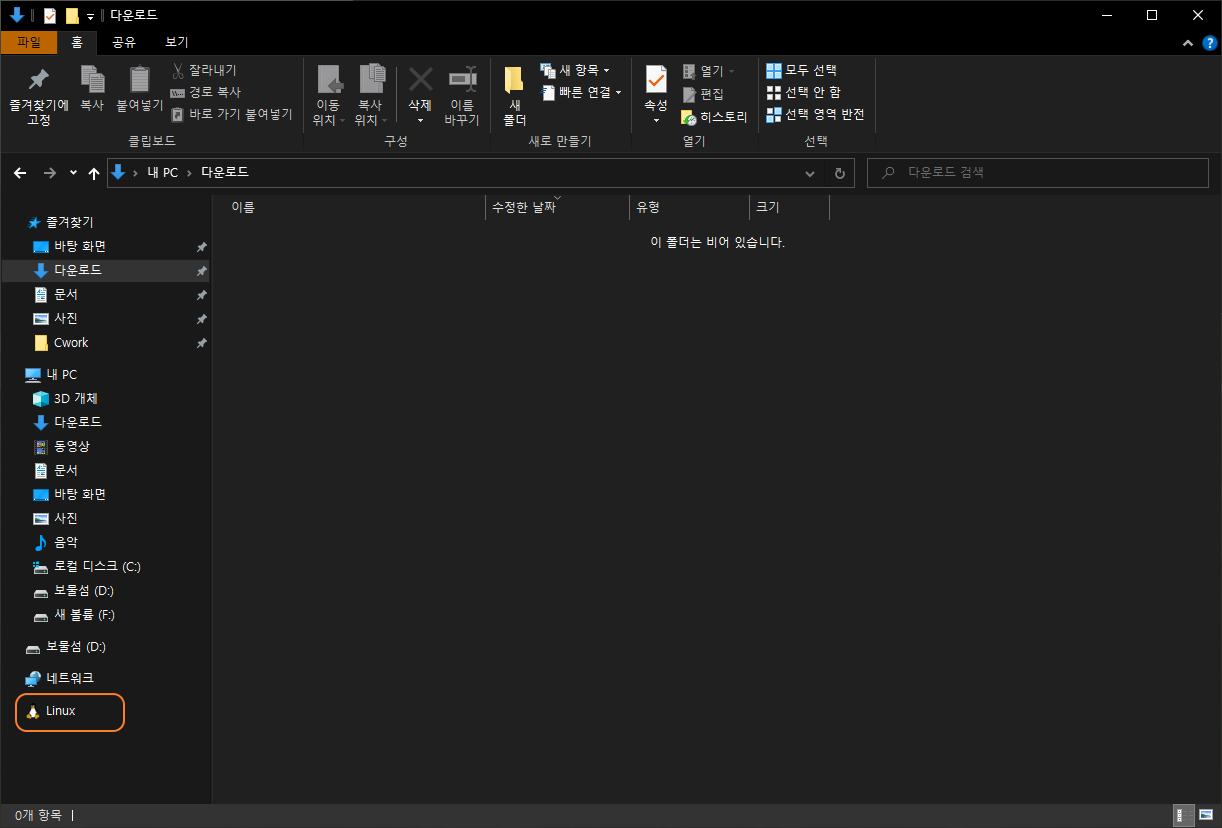 다운로드
파일 홈 공유 보기
즐겨찾기에
고정
복사
붙여넣기
잘라내기
경로 복사
바로 가기 붙여넣기
클립보드
이동
위치
복사
위치
삭제
이름
바꾸기
구성
새
폴더
새 항목
빠른 연결
새로 만들기
속성
열기
편집
히스토리
열기
모두 선택
선택 안 함
선택 영역 반전
선택
내 PC 다운로드
다운로드 검색
이름 수정한 날짜 유형 크기
이 폴더는 비어 있습니다.
즐겨찾기
바탕 화면
다운로드
문서
사진
Cwork
내 PC
3D 개체
다운로드
동영상
문서
바탕 화면
사진
음악
로컬 디스크 (C:)
보물섬 (D:)
새 볼륨 (F:)
보물섬 (D:)
네트워크
Linux
0개 항목